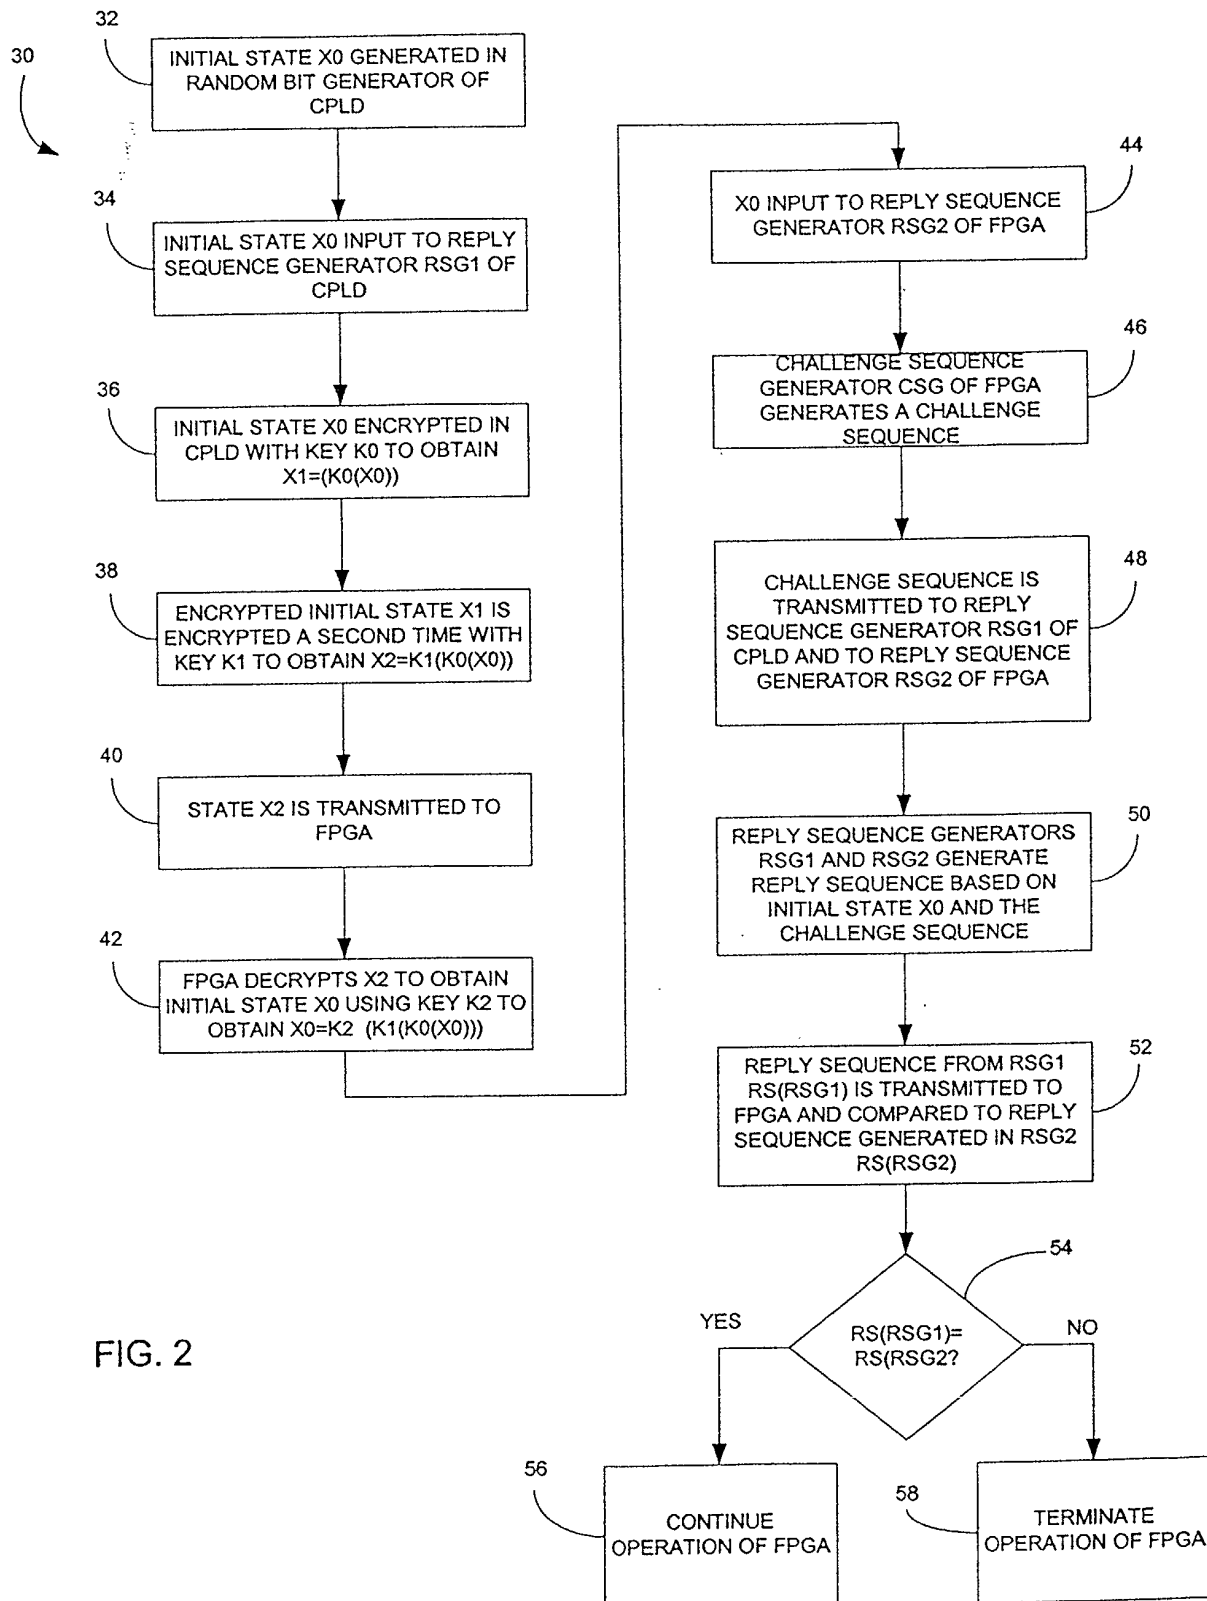 32
INITIAL STATE X0 GENERATED IN
RANDOM BIT GENERATOR OF
CPLD
30
34
INITIAL STATE X0 INPUT TO REPLY
SEQUENCE GENERATOR RSG1 OF
CPLD
36
INITIAL STATE X0 ENCRYPTED IN
CPLD WITH KEY K0 TO OBTAIN
X1=(K0(X0))
38
ENCRYPTED INITIAL STATE X1 IS
ENCRYPTED A SECOND TIME WITH
KEY K1 TO OBTAIN X2=K1(K0(X0))
40
STATE X2 IS TRANSMITTED TO
FPGA
42
FPGA DECRYPTS X2 TO OBTAIN
INITIAL STATE X0 USING KEY K2 TO
OBTAIN X0=K2 (K1(K0(X0)))
44
X0 INPUT TO REPLY SEQUENCE
GENERATOR RSG2 OF FPGA
46
CHALLENGE SEQUENCE
GENERATOR CSG OF FPGA
GENERATES A CHALLENGE
SEQUENCE
48
CHALLENGE SEQUENCE IS
TRANSMITTED TO REPLY
SEQUENCE GENERATOR RSG1 OF
CPLD AND TO REPLY SEQUENCE
GENERATOR RSG2 OF FPGA
50
REPLY SEQUENCE GENERATORS
RSG1 AND RSG2 GENERATE
REPLY SEQUENCE BASED ON
INITIAL STATE X0 AND THE
CHALLENGE SEQUENCE
52
REPLY SEQUENCE FROM RSG1
RS(RSG1) IS TRANSMITTED TO
FPGA AND COMPARED TO REPLY
SEQUENCE GENERATED IN RSG2
RS(RSG2)
54
RS(RSG1)=
RS(RSG2?
YES
NO
56
CONTINUE
OPERATION OF FPGA
58
TERMINATE
OPERATION OF FPGA
FIG. 2